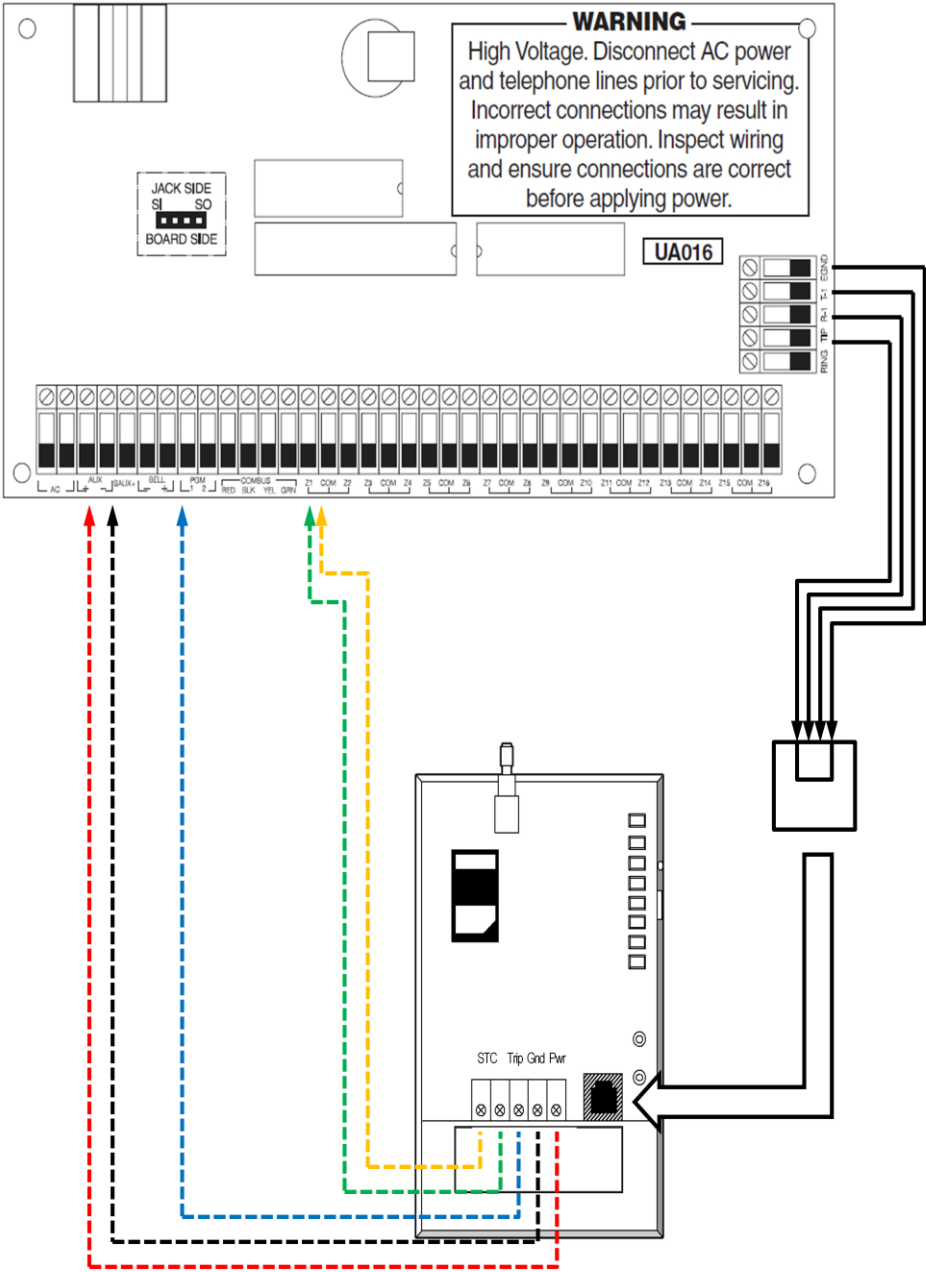 WARNING
High Voltage. Disconnect AC power
and telephone lines prior to servicing.
Incorrect connections may result in
improper operation. Inspect wiring
and ensure connections are correct
before applying power.
JACK SIDE
SI SO
BOARD SIDE
UA016
EGND
T-1
R-1
TIP
RING
AC
AUX
+ -
SAUX+
BELL
- +
PGM
1 2
COMBUS
RED BLK YEL GRN
Z1 COM Z2 Z3 COM Z4 Z5 COM Z6 Z7 COM Z8 Z9 COM Z10 Z11 COM Z12 Z13 COM Z14 Z15 COM Z16
STC Trip Gnd Pwr